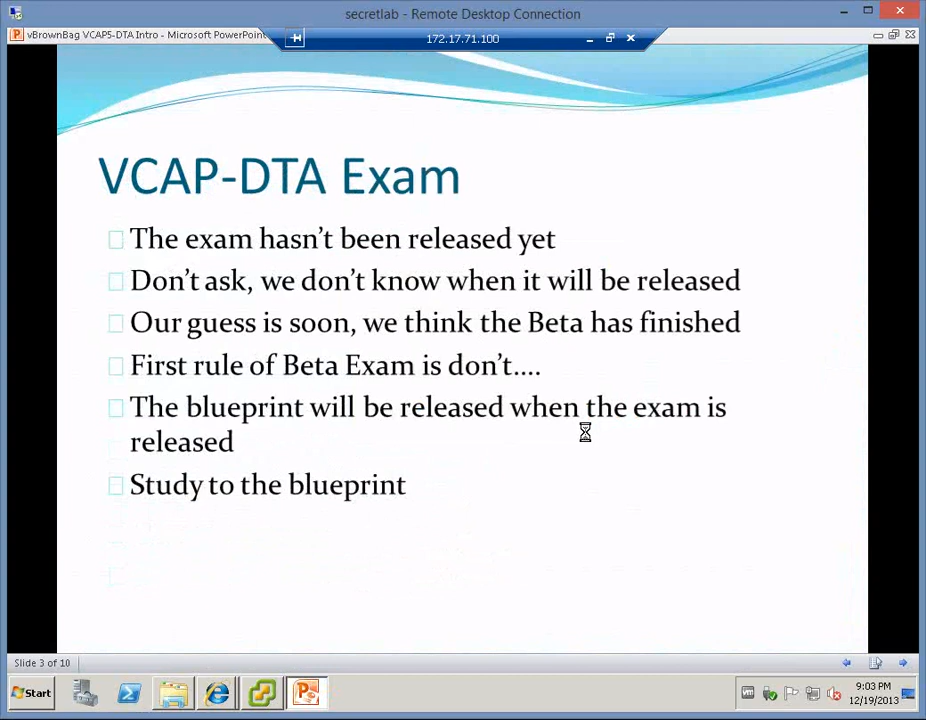 secretlab - Remote Desktop Connection
vBrownBag VCAP5-DTA Intro - Microsoft PowerPoint
172.17.71.100
VCAP-DTA Exam
The exam hasn't been released yet
Don't ask, we don't know when it will be released
Our guess is soon, we think the Beta has finished
First rule of Beta Exam is don't....
The blueprint will be released when the exam is
released
Study to the blueprint
Slide 3 of 10
Start
9:03 PM
12/19/2013